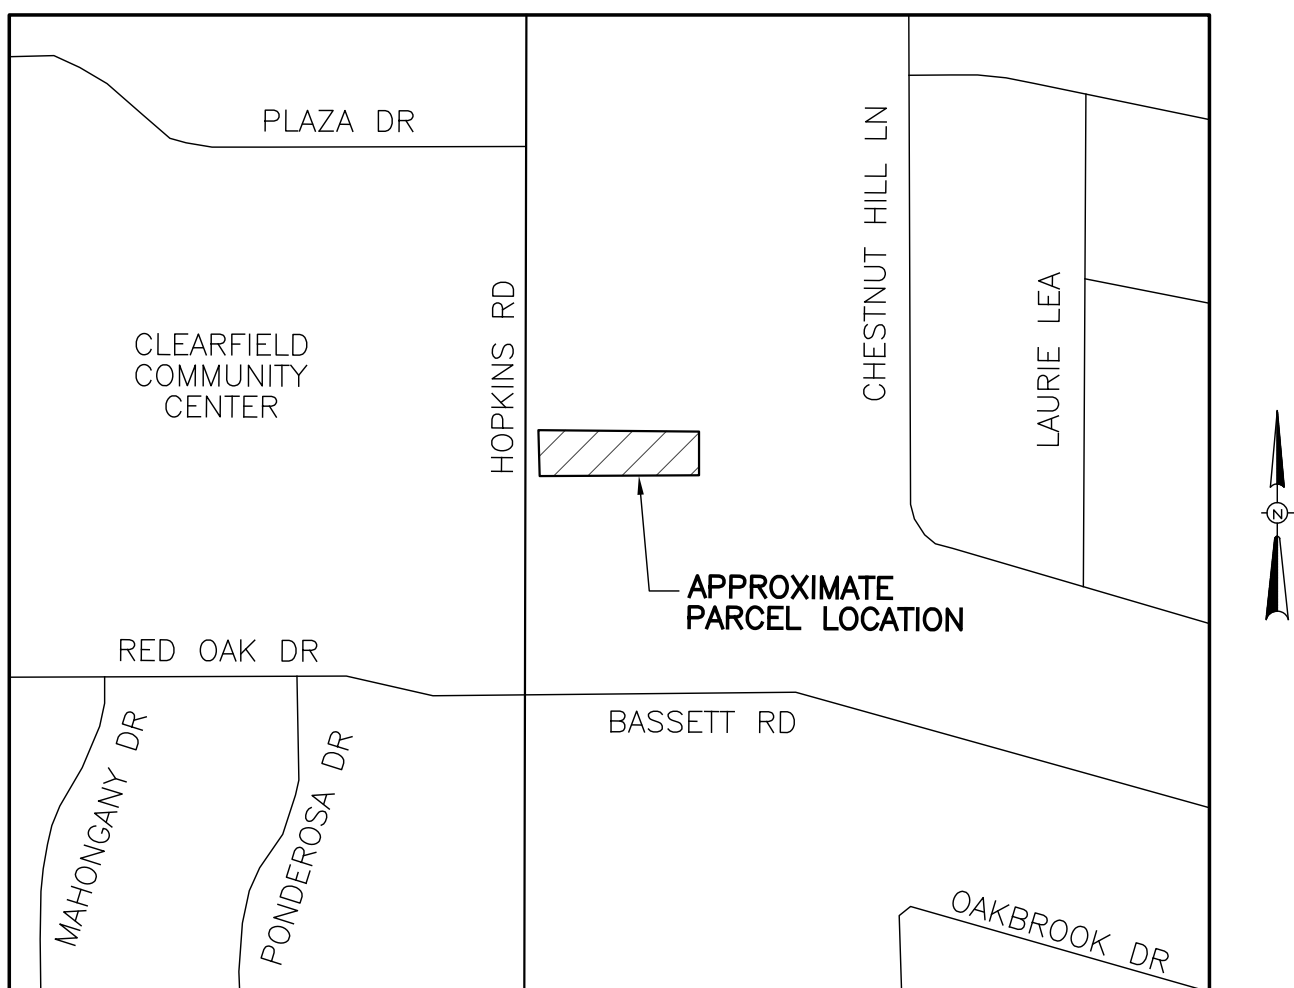 PLAZA DR
CHESTNUT HILL LN
LAURIE LEA
HOPKINS RD
CLEARFIELD
COMMUNITY
CENTER
N
APPROXIMATE
PARCEL LOCATION
RED OAK DR
BASSETT RD
MAHONGANY DR
PONDEROSA DR
OAKBROOK DR